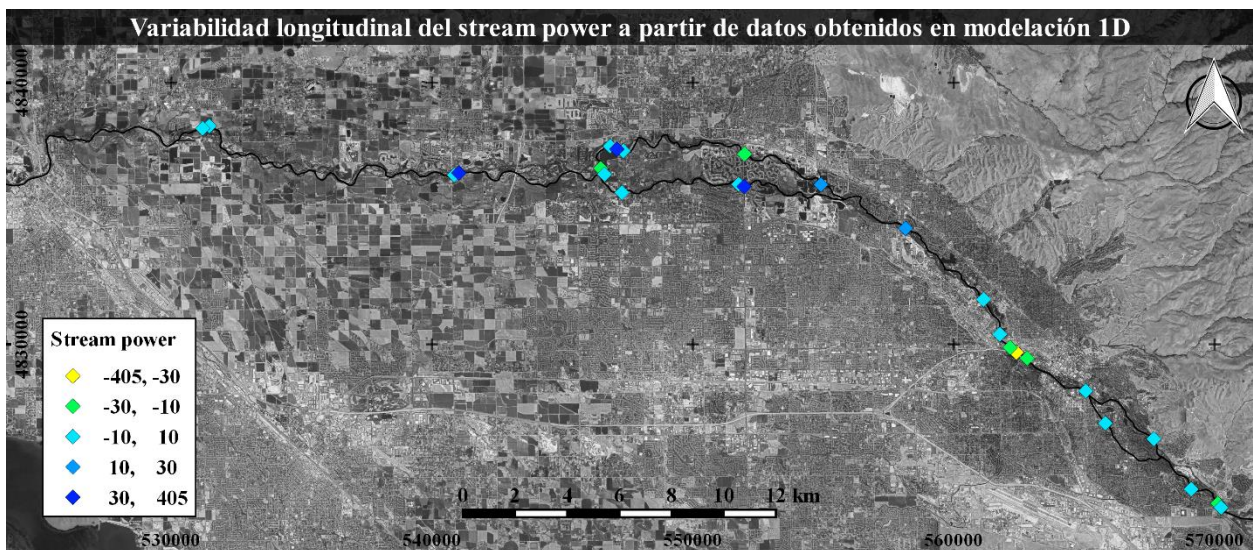 Variabilidad longitudinal del stream power a partir de datos obtenidos en modelación 1D
4840000
4840000
4830000
4830000
Stream power
-405, -30
-30, -10
-10, 10
10, 30
30, 405
0 2 4 6 8 10 12 km
530000 540000 550000 560000 570000